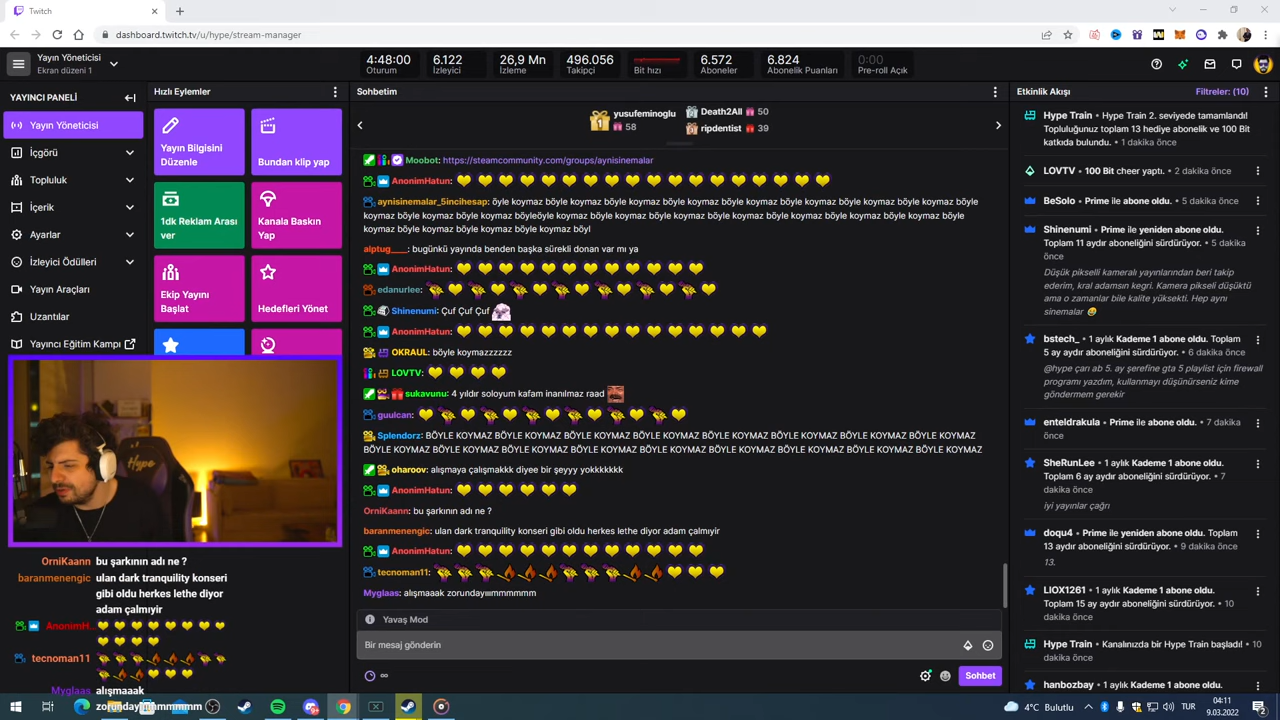 Twitch
dashboard.twitch.tv/u/hype/stream-manager
Yayın Yöneticisi
Ekran düzeni 1
4:48:00
Oturum
6.122
İzleyici
26,9 Mn
İzleme
496.056
Takipçi
Bit hızı
6.572
Aboneler
6.824
Abonelik Puanları
0:00
Pre-roll Açık
YAYINCI PANELİ
Yayın Yöneticisi
İçgörü
Topluluk
İçerik
Ayarlar
İzleyici Ödülleri
Yayın Araçları
Uzantılar
Yayıncı Eğitim Kampı
Hızlı Eylemler
Yayın Bilgisini
Düzenle
Bundan klip yap
1dk Reklam Arası
ver
Kanala Baskın
Yap
Ekip Yayını
Başlat
Hedefleri Yönet
Sohbetim
1
yusufeminoglu
58
Death2All 50
ripdentist 39
Moobot: https://steamcommunity.com/groups/aynisinemalar
AnonimHatun:
aynisinemalar_5incihesap: öyle koymaz böyle koymaz böyle koymaz böyle koymaz böyle koymaz böyle koymaz böyle koymaz böyle
koymaz böyle koymaz böyle koymaz böyle koymaz böyleöyle koymaz böyle koymaz böyle koymaz böyle koymaz böyle koymaz böyle
koymaz böyle koymaz böyle koymaz böyle koymaz böyl
alptug____: bugünkü yayında benden başka sürekli donan var mı ya
AnonimHatun:
edanurlee:
Shinenumi: Çuf Çuf Çuf
AnonimHatun:
OKRAUL: böyle koymazzzzz
LOVTV:
sukavunu: 4 yıldır soloyum kafam inanılmaz raad
guulcan:
Splendorz: BÖYLE KOYMAZ BÖYLE KOYMAZ BÖYLE KOYMAZ BÖYLE KOYMAZ BÖYLE KOYMAZ BÖYLE KOYMAZ BÖYLE KOYMAZ BÖYLE KOYMAZ
BÖYLE KOYMAZ BÖYLE KOYMAZ BÖYLE KOYMAZ BÖYLE KOYMAZ BÖYLE KOYMAZ BÖYLE KOYMAZ BÖYLE KOYMAZ BÖYLE KOYMAZ BÖYLE KOYMAZ
oharoov: alışmaya çalışmakkk diyee bir şeyyy yokkkkkkk
AnonimHatun:
OrniKaann: bu şarkının adı ne ?
baranmenengic: ulan dark tranquility konseri gibi oldu herkes lethe diyor adam çalmıyir
AnonimHatun:
tecnoman11:
Myglaas: alışmaaak zorundayıımmmmmm
Yavaş Mod
Bir mesaj gönderin
Sohbet
Etkinlik Akışı
Filtreler: (10)
Hype Train • Hype Train 2. seviyede tamamlandı!
Topluluğunuz toplam 13 hediye abonelik ve 100 Bit
katkıda bulundu. • 1 dakika önce
LOVTV • 100 Bit cheer yaptı. • 2 dakika önce
BeSolo • Prime ile abone oldu. • 5 dakika önce
Shinenumi • Prime ile yeniden abone oldu.
Toplam 11 aydır aboneliğini sürdürüyor. • 5 dakika
önce
Düşük pikselli kameralı yayınlarından beri takip
ederim, kral adamsın kegri. Kamera pikseli düşüktü
ama o zamanlar bile kalite yüksekti. Hep aynı
sinemalar
bstech_ • 1 aylık Kademe 1 abone oldu. Toplam
5 ay aydır aboneliğini sürdürüyor. • 6 dakika önce
@hype çarı ab 5. ay şerefine gta 5 playlist için firewall
programı yazdım, kullanmayı düşünürseniz kime
göndermem gerekir
enteldrakula • Prime ile abone oldu. • 7 dakika
önce
SheRunLee • 1 aylık Kademe 1 abone oldu.
Toplam 6 ay aydır aboneliğini sürdürüyor. • 7
dakika önce
iyi yayınlar çağrı
doqu4 • Prime ile yeniden abone oldu. Toplam
13 aydır aboneliğini sürdürüyor. • 9 dakika önce
13.
LIOX1261 • 1 aylık Kademe 1 abone oldu.
Toplam 15 ay aydır aboneliğini sürdürüyor. • 10
dakika önce
Hype Train • Kanalınızda bir Hype Train başladı! • 10
dakika önce
hanbozbay • 1 aylık Kademe 1 abone oldu.
Hype
OrniKaann bu şarkının adı ne ?
baranmenengic ulan dark tranquility konseri
gibi oldu herkes lethe diyor
adam çalmıyir
AnonimH...
tecnoman11
Myglaas alışmaaak
zorundayıımmmmmm
4°C Bulutlu
TUR
04:11
9.03.2022
2